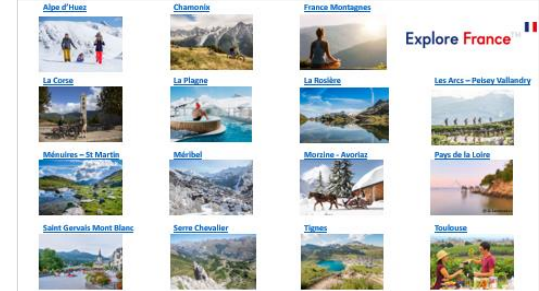 Alpe d'Huez
Chamonix
France Montagnes
Explore France
La Corse
La Plagne
La Rosière
Les Arcs – Peisey Vallandry
Ménuires – St Martin
Méribel
Morzine - Avoriaz
Pays de la Loire
Saint Gervais Mont Blanc
Serre Chevalier
Tignes
Toulouse